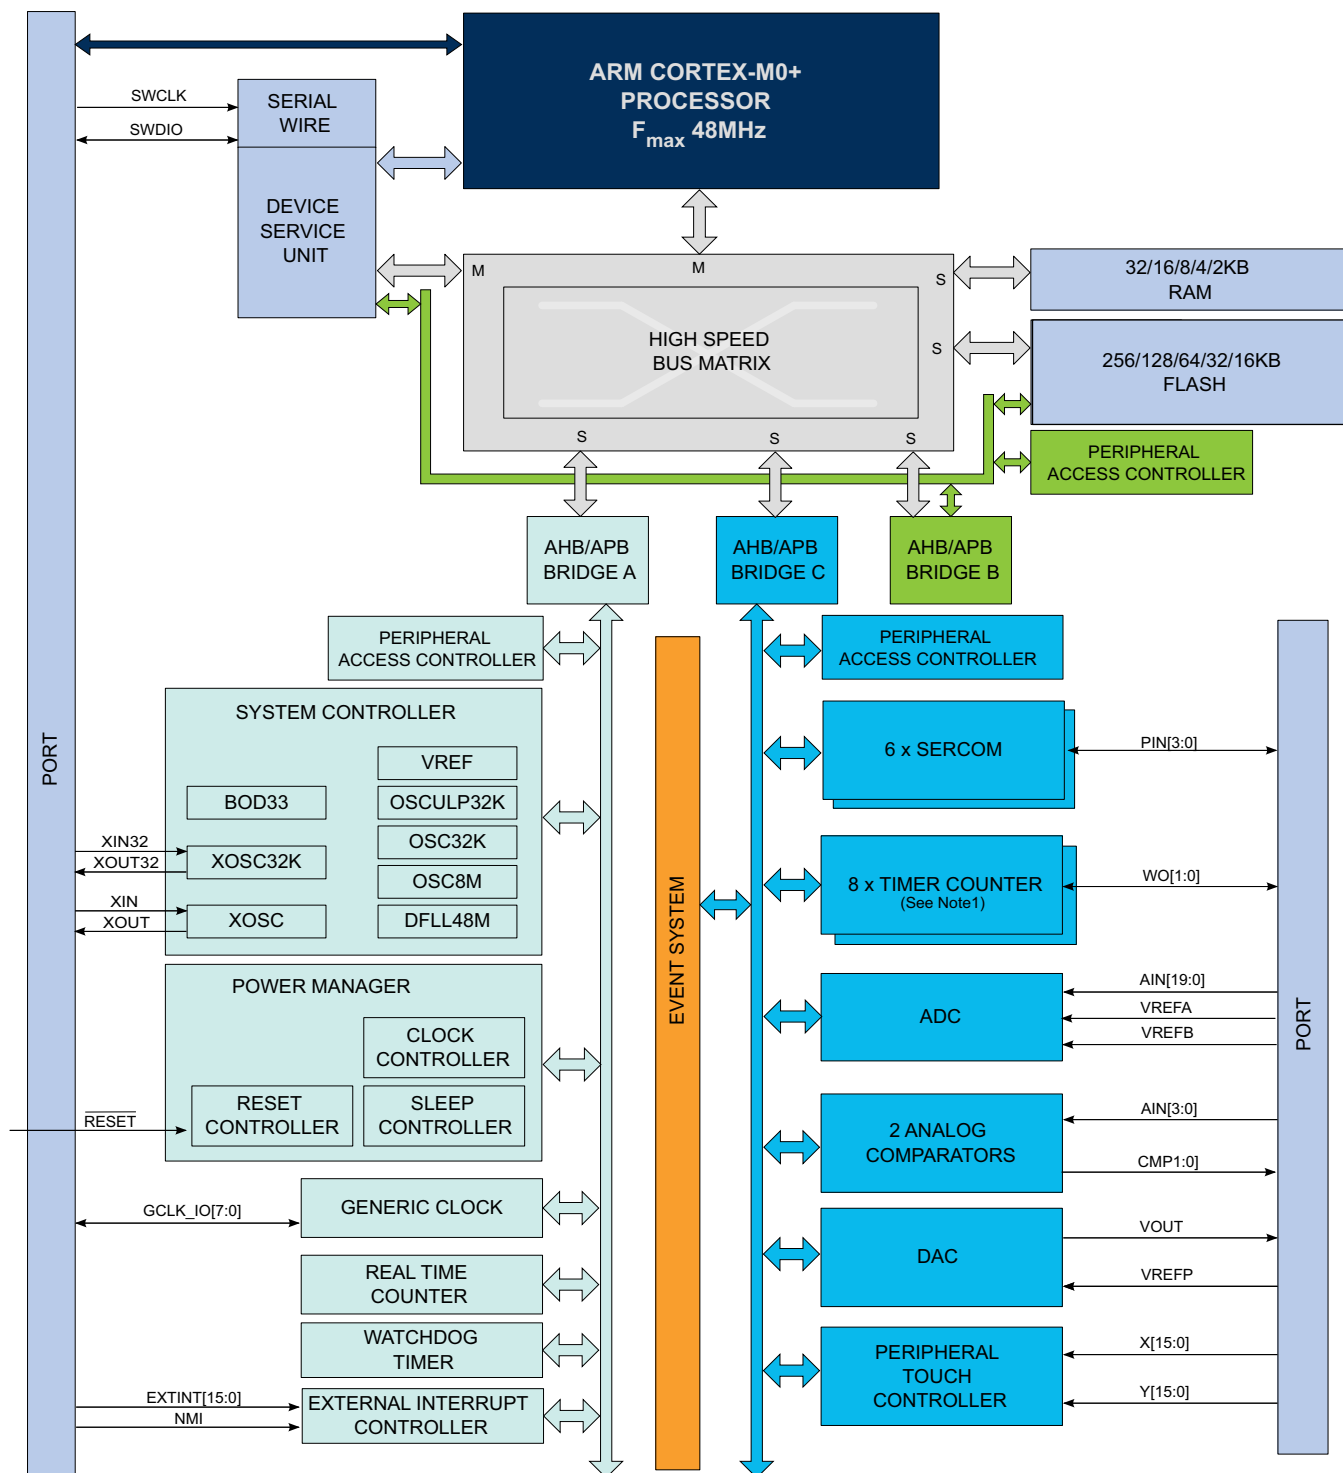 ARM CORTEX-M0+
PROCESSOR
Fmax 48MHz
SWCLK
SWDIO
SERIAL
WIRE
DEVICE
SERVICE
UNIT
M
M
S
S
S
S
S
HIGH SPEED
BUS MATRIX
32/16/8/4/2KB
RAM
256/128/64/32/16KB
FLASH
PERIPHERAL
ACCESS CONTROLLER
AHB/APB
BRIDGE A
AHB/APB
BRIDGE C
AHB/APB
BRIDGE B
PORT
PERIPHERAL
ACCESS CONTROLLER
SYSTEM CONTROLLER
VREF
BOD33
OSCULP32K
OSC32K
XOSC32K
OSC8M
XOSC
DFLL48M
XIN32
XOUT32
XIN
XOUT
POWER MANAGER
CLOCK
CONTROLLER
RESET
CONTROLLER
SLEEP
CONTROLLER
RESET
GCLK_IO[7:0]
GENERIC CLOCK
REAL TIME
COUNTER
WATCHDOG
TIMER
EXTINT[15:0]
NMI
EXTERNAL INTERRUPT
CONTROLLER
EVENT SYSTEM
PERIPHERAL
ACCESS CONTROLLER
6 x SERCOM
PIN[3:0]
8 x TIMER COUNTER
(See Note1)
WO[1:0]
ADC
AIN[19:0]
VREFA
VREFB
2 ANALOG
COMPARATORS
AIN[3:0]
CMP1:0]
DAC
VOUT
VREFP
PERIPHERAL
TOUCH
CONTROLLER
X[15:0]
Y[15:0]
PORT